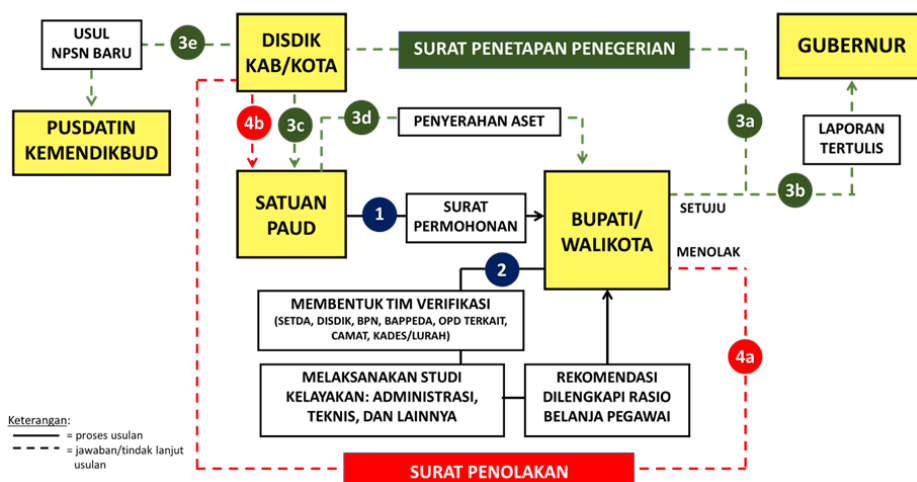 USUL
NPSN BARU
3e
DISDIK
KAB/KOTA
SURAT PENETAPAN PENEGERIAN
GUBERNUR
PUSDATIN
KEMENDIKBUD
4b
3c
3d
PENYERAHAN ASET
3a
LAPORAN
TERTULIS
SATUAN
PAUD
1
SURAT
PERMOHONAN
BUPATI/
WALIKOTA
SETUJU
3b
MENOLAK
2
MEMBENTUK TIM VERIFIKASI
(SETDA, DISDIK, BPN, BAPPEDA, OPD TERKAIT,
CAMAT, KADES/LURAH)
4a
MELAKSANAKAN STUDI
KELAYAKAN: ADMINISTRASI,
TEKNIS, DAN LAINNYA
REKOMENDASI
DILENGKAPI RASIO
BELANJA PEGAWAI
Keterangan:
= proses usulan
= jawaban/tindak lanjut
usulan
SURAT PENOLAKAN